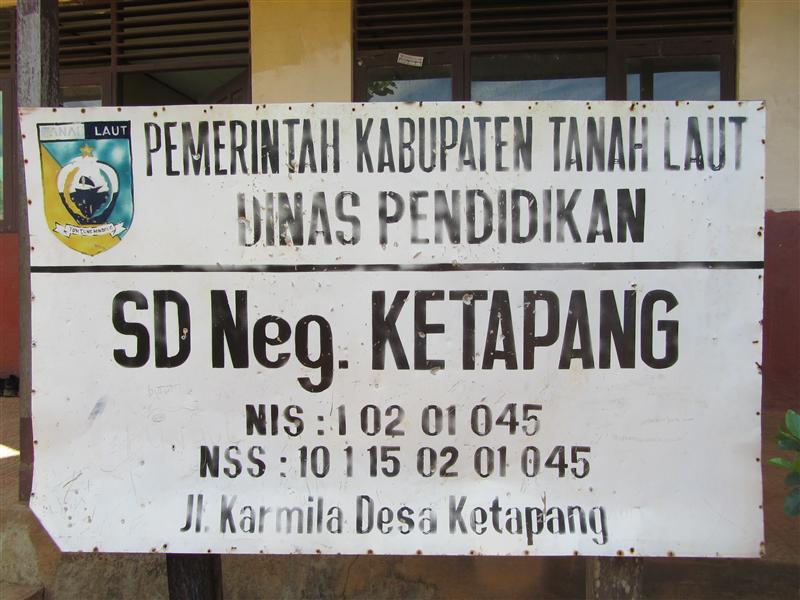 TANAH LAUT
PEMERINTAH KABUPATEN TANAH LAUT
DINAS PENDIDIKAN
SD Neg. KETAPANG
NIS : 1 02 01 045
NSS : 10 1 15 02 01 045
Jl. Karmila Desa Ketapang